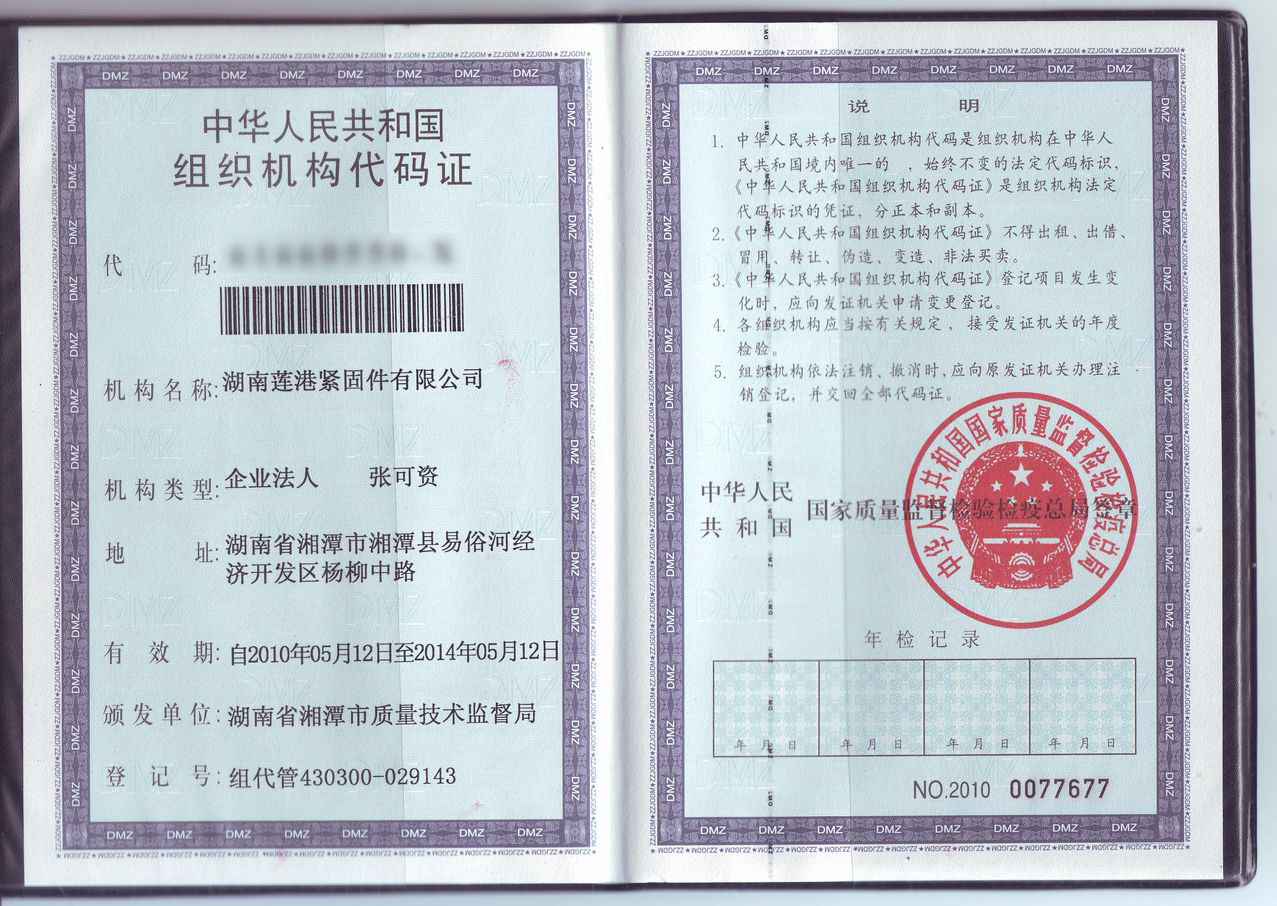 中华人民共和国
组织机构代码证
代 码:
机构名称: 湖南莲港紧固件有限公司
机构类型: 企业法人 张可资
地 址: 湖南省湘潭市湘潭县易俗河经
济开发区杨柳中路
有 效 期: 自2010年05月12日至2014年05月12日
颁发单位: 湖南省湘潭市质量技术监督局
登 记 号: 组代管430300-029143
说 明
1. 中华人民共和国组织机构代码是组织机构在中华人
民共和国境内唯一的 , 始终不变的法定代码标识,
《中华人民共和国组织机构代码证》是组织机构法定
代码标识的凭证, 分正本和副本。
2.《中华人民共和国组织机构代码证》不得出租、出借、
冒用、转让、伪造、变造、非法买卖。
3.《中华人民共和国组织机构代码证》登记项目发生变
化时, 应向发证机关申请变更登记。
4. 各组织机构应当按有关规定 , 接受发证机关的年度
检验。
5. 组织机构依法注销、撤消时, 应向原发证机关办理注
销登记, 并交回全部代码证。
中华人民
共和国
国家质量监督检验检疫总局签章
中华人民共和国国家质量监督检验检疫总局
年检记录
年 月 日 年 月 日 年 月 日 年 月 日
NO.2010 0077677